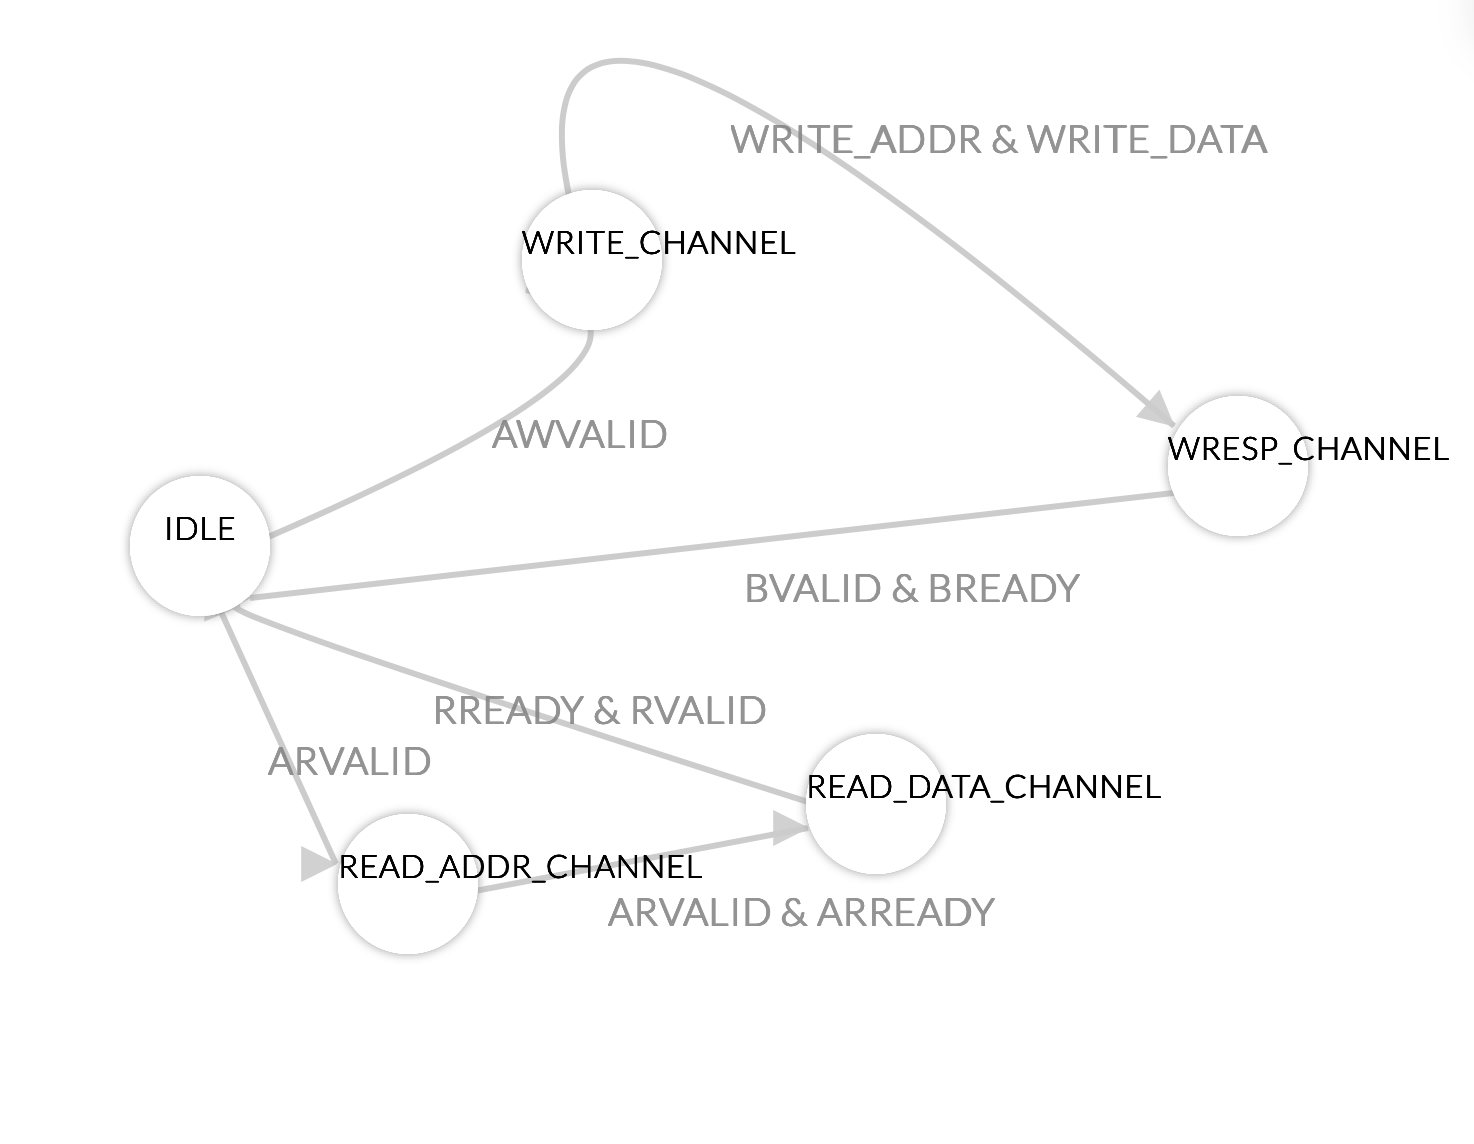 WRITE_ADDR & WRITE_DATA
WRITE_CHANNEL
AWVALID
WRESP_CHANNEL
IDLE
BVALID & BREADY
RREADY & RVALID
ARVALID
READ_DATA_CHANNEL
READ_ADDR_CHANNEL
ARVALID & ARREADY